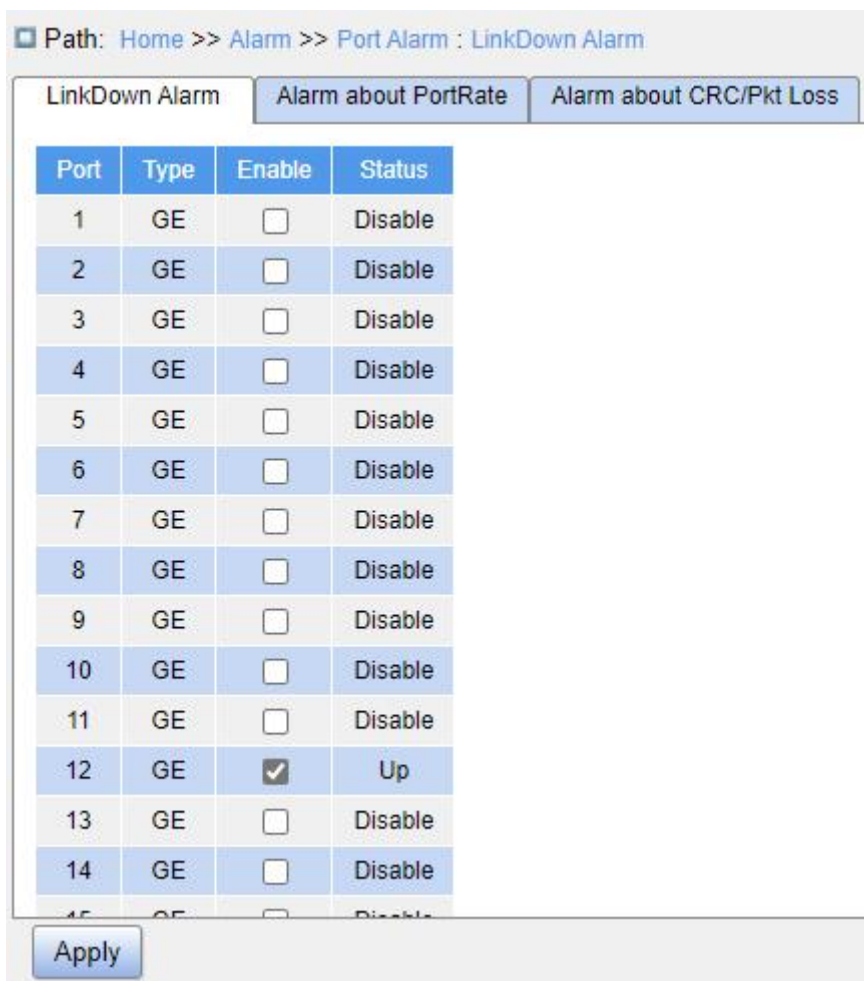 Path: Home >> Alarm >> Port Alarm : LinkDown Alarm
LinkDown Alarm Alarm about PortRate Alarm about CRC/Pkt Loss
Port Type Enable Status
1 GE Disable
2 GE Disable
3 GE Disable
4 GE Disable
5 GE Disable
6 GE Disable
7 GE Disable
8 GE Disable
9 GE Disable
10 GE Disable
11 GE Disable
12 GE Up
13 GE Disable
14 GE Disable
Apply